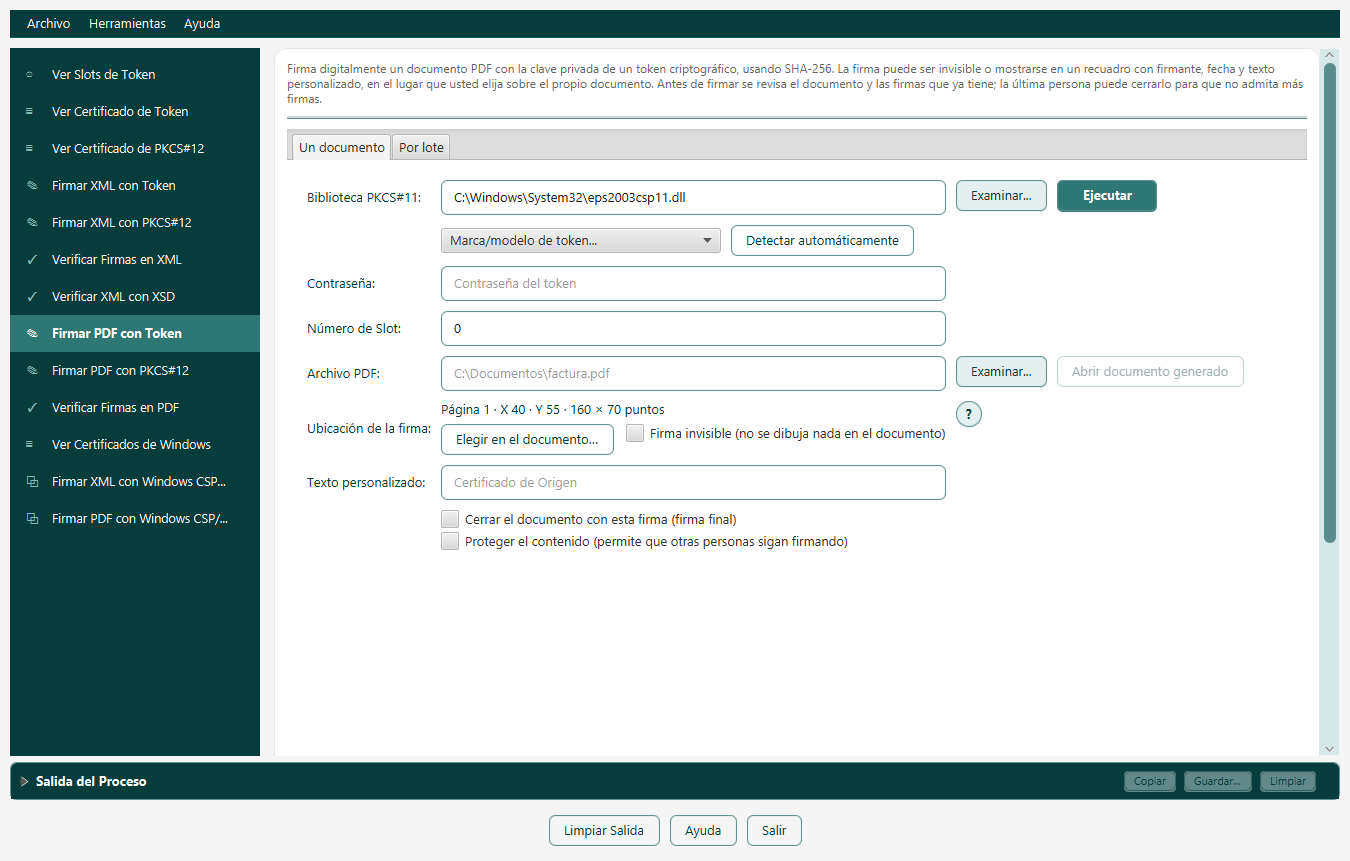 Archivo Herramientas Ayuda
Ver Slots de Token
Ver Certificado de Token
Ver Certificado de PKCS#12
Firmar XML con Token
Firmar XML con PKCS#12
Verificar Firmas en XML
Verificar XML con XSD
Firmar PDF con Token
Firmar PDF con PKCS#12
Verificar Firmas en PDF
Ver Certificados de Windows
Firmar XML con Windows CSP...
Firmar PDF con Windows CSP/...
Firma digitalmente un documento PDF con la clave privada de un token criptográfico, usando SHA-256. La firma puede ser invisible o mostrarse en un recuadro con firmante, fecha y texto
personalizado, en el lugar que usted elija sobre el propio documento. Antes de firmar se revisa el documento y las firmas que ya tiene; la última persona puede cerrarlo para que no admita más
firmas.
Un documento Por lote
Biblioteca PKCS#11: C:\Windows\System32\eps2003csp11.dll Examinar... Ejecutar
Marca/modelo de token... Detectar automáticamente
Contraseña: Contraseña del token
Número de Slot: 0
Archivo PDF: C:\Documentos\factura.pdf Examinar... Abrir documento generado
Página 1 · X 40 · Y 55 · 160 × 70 puntos
Ubicación de la firma: Elegir en el documento... Firma invisible (no se dibuja nada en el documento) ?
Texto personalizado: Certificado de Origen
Cerrar el documento con esta firma (firma final)
Proteger el contenido (permite que otras personas sigan firmando)
Salida del Proceso Copiar Guardar... Limpiar
Limpiar Salida Ayuda Salir